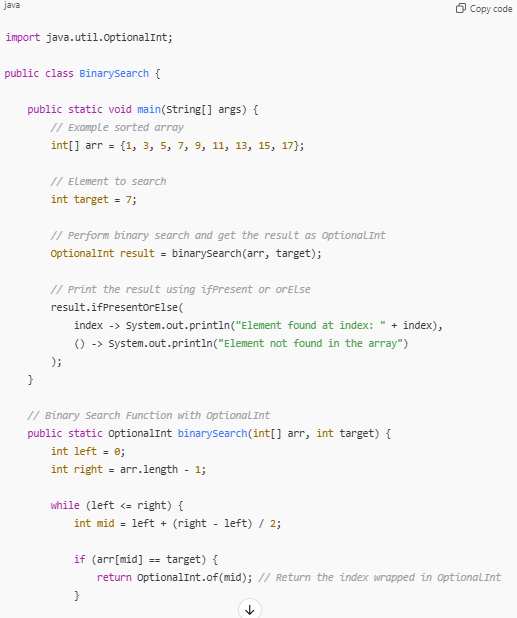 java
Copy code
import java.util.OptionalInt;
public class BinarySearch {
public static void main(String[] args) {
// Example sorted array
int[] arr = {1, 3, 5, 7, 9, 11, 13, 15, 17};
// Element to search
int target = 7;
// Perform binary search and get the result as OptionalInt
OptionalInt result = binarySearch(arr, target);
// Print the result using ifPresent or orElse
result.ifPresentOrElse(
index -> System.out.println("Element found at index: " + index),
() -> System.out.println("Element not found in the array")
);
}
// Binary Search Function with OptionalInt
public static OptionalInt binarySearch(int[] arr, int target) {
int left = 0;
int right = arr.length - 1;
while (left <= right) {
int mid = left + (right - left) / 2;
if (arr[mid] == target) {
return OptionalInt.of(mid); // Return the index wrapped in OptionalInt
}